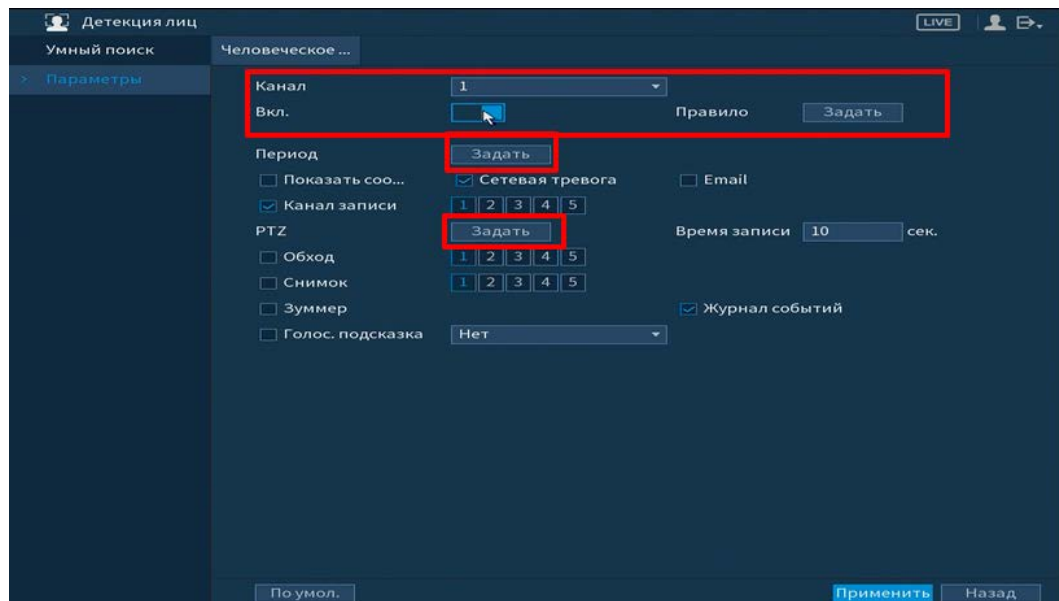 Детекция лиц LIVE
Умный поиск Человеческое ...
> Параметры
Канал 1
Вкл. Правило Задать
Период Задать
Показать соо... Сетевая тревога Email
Канал записи 1 2 3 4 5
PTZ Задать Время записи 10 сек.
Обход 1 2 3 4 5
Снимок 1 2 3 4 5
Зуммер Журнал событий
Голос. подсказка Нет
По умол. Применить Назад